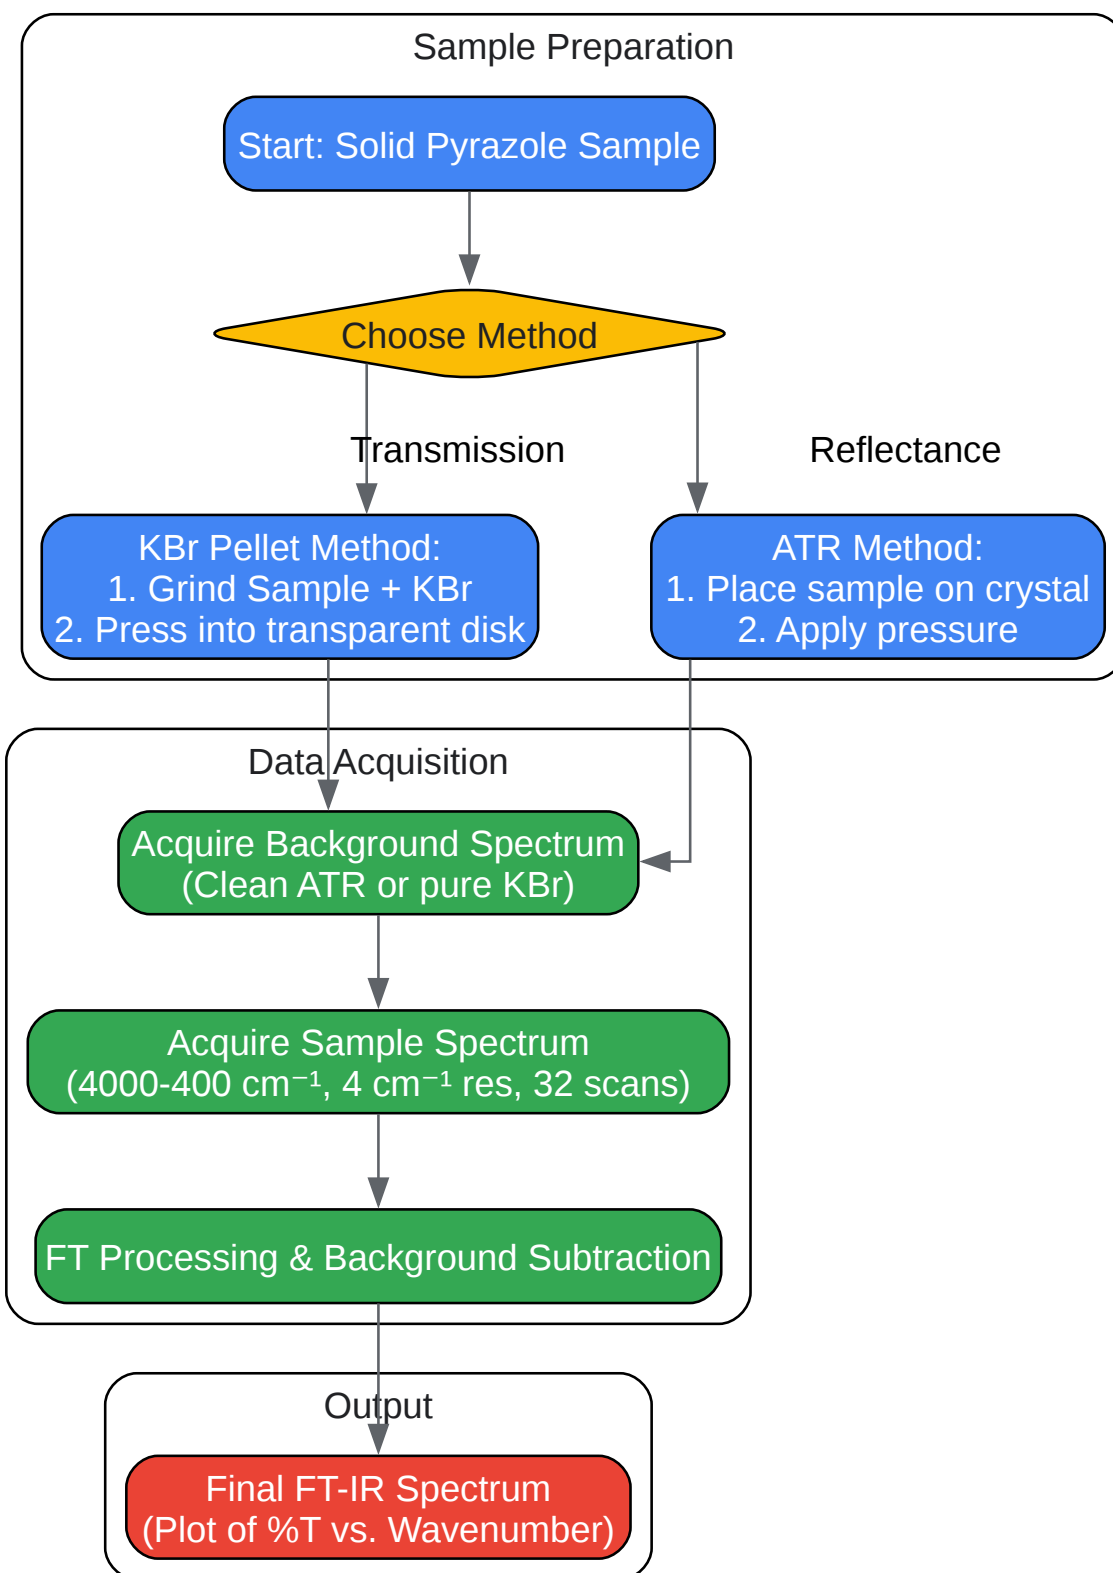 Sample Preparation
Start: Solid Pyrazole Sample
Choose Method
Transmission
Reflectance
KBr Pellet Method:
1. Grind Sample + KBr
2. Press into transparent disk
ATR Method:
1. Place sample on crystal
2. Apply pressure
Data Acquisition
Acquire Background Spectrum
(Clean ATR or pure KBr)
Acquire Sample Spectrum
(4000-400 cm⁻¹, 4 cm⁻¹ res, 32 scans)
FT Processing & Background Subtraction
Output
Final FT-IR Spectrum
(Plot of %T vs. Wavenumber)